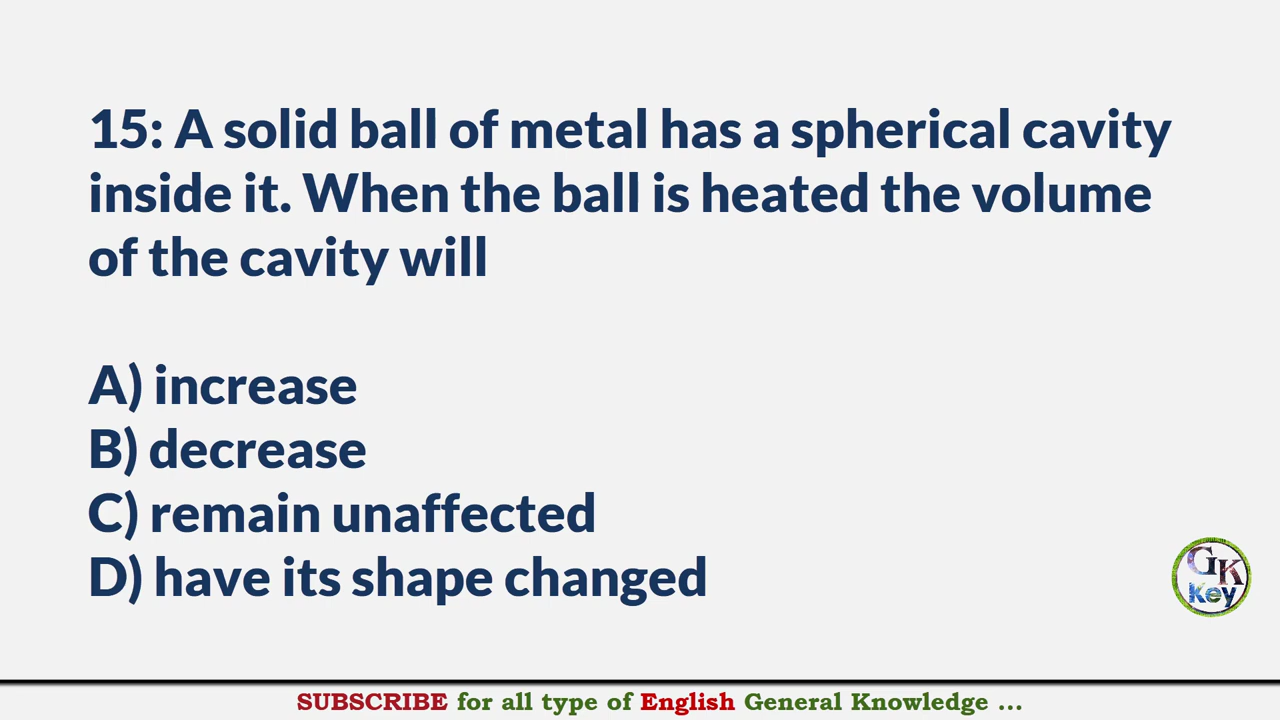 15: A solid ball of metal has a spherical cavity
inside it. When the ball is heated the volume
of the cavity will
A) increase
B) decrease
C) remain unaffected
D) have its shape changed
GK
Key
SUBSCRIBE for all type of English General Knowledge ...